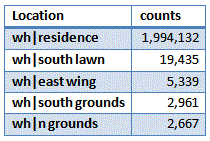 Location counts
wh|residence 1,994,132
wh|south lawn 19,435
wh|east wing 5,339
wh|south grounds 2,961
wh|n grounds 2,667